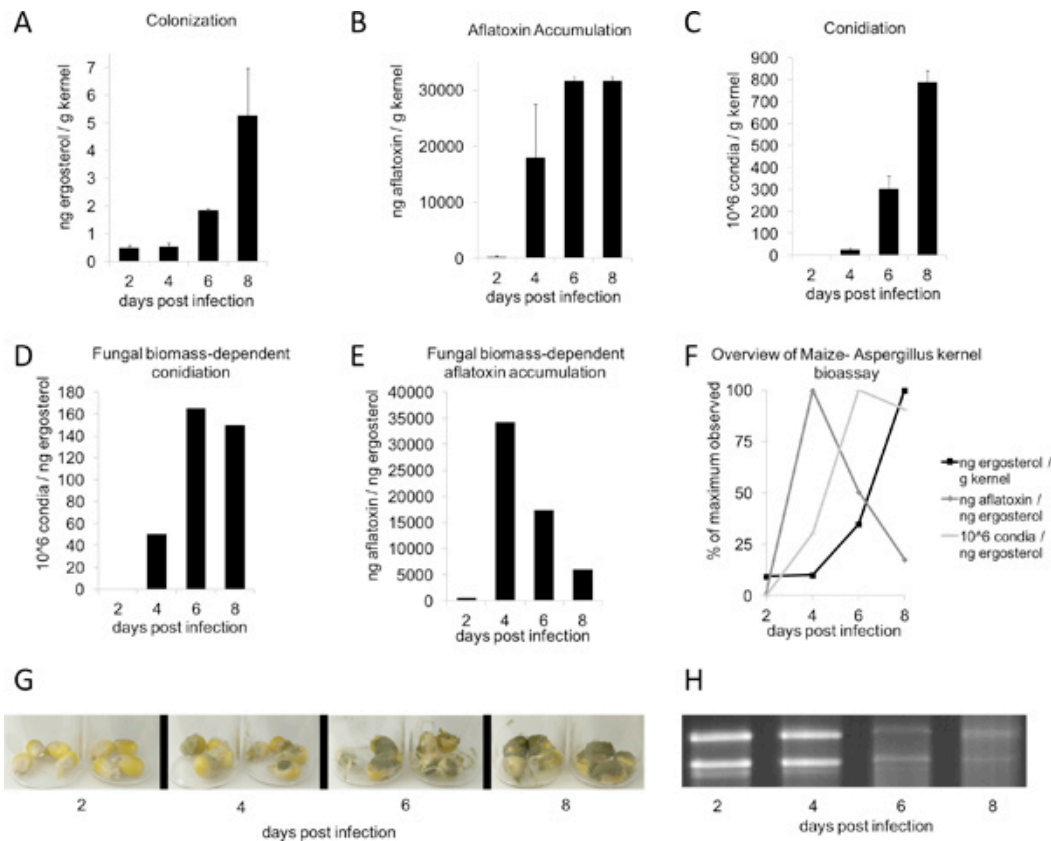 A
Colonization
ng ergosterol / g kernel
7
6
5
4
3
2
1
0
2 4 6 8
days post infection
B
Aflatoxin Accumulation
ng aflatoxin / g kernel
30000
20000
10000
0
2 4 6 8
days post infection
C
Conidiation
10^6 condia / g kernel
900
800
700
600
500
400
300
200
100
0
2 4 6 8
days post infection
D
Fungal biomass-dependent
conidiation
10^6 condia / ng ergosterol
180
160
140
120
100
80
60
40
20
0
2 4 6 8
days post infection
E
Fungal biomass-dependent
aflatoxin accumulation
ng aflatoxin / ng ergosterol
40000
35000
30000
25000
20000
15000
10000
5000
0
2 4 6 8
days post infection
F
Overview of Maize- Aspergillus kernel
bioassay
% of maximum observed
100
75
50
25
0
2 4 6 8
days post infection
ng ergosterol /
g kernel
ng aflatoxin /
ng ergosterol
10^6 condia /
ng ergosterol
G
2 4 6 8
days post infection
H
2 4 6 8
days post infection